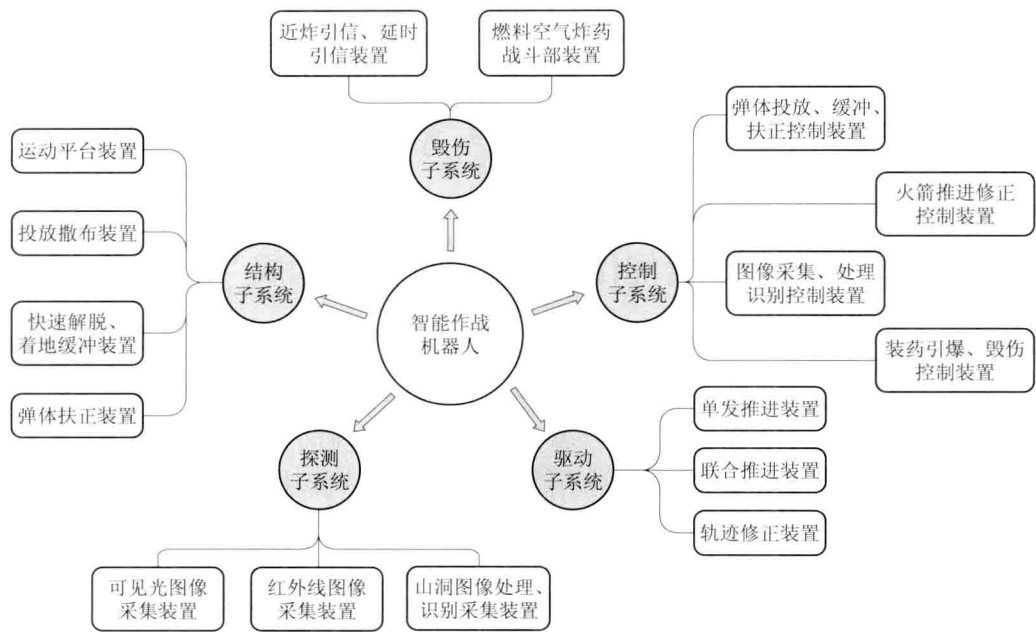 近炸引信、延时
引信装置
燃料空气炸药
战斗部装置
毁伤
子系统
弹体投放、缓冲、
扶正控制装置
火箭推进修正
控制装置
图像采集、处理
识别控制装置
装药引爆、毁伤
控制装置
控制
子系统
运动平台装置
投放撒布装置
快速解脱、
着地缓冲装置
弹体扶正装置
结构
子系统
智能作战
机器人
单发推进装置
联合推进装置
轨迹修正装置
驱动
子系统
探测
子系统
可见光图像
采集装置
红外线图像
采集装置
山洞图像处理、
识别采集装置